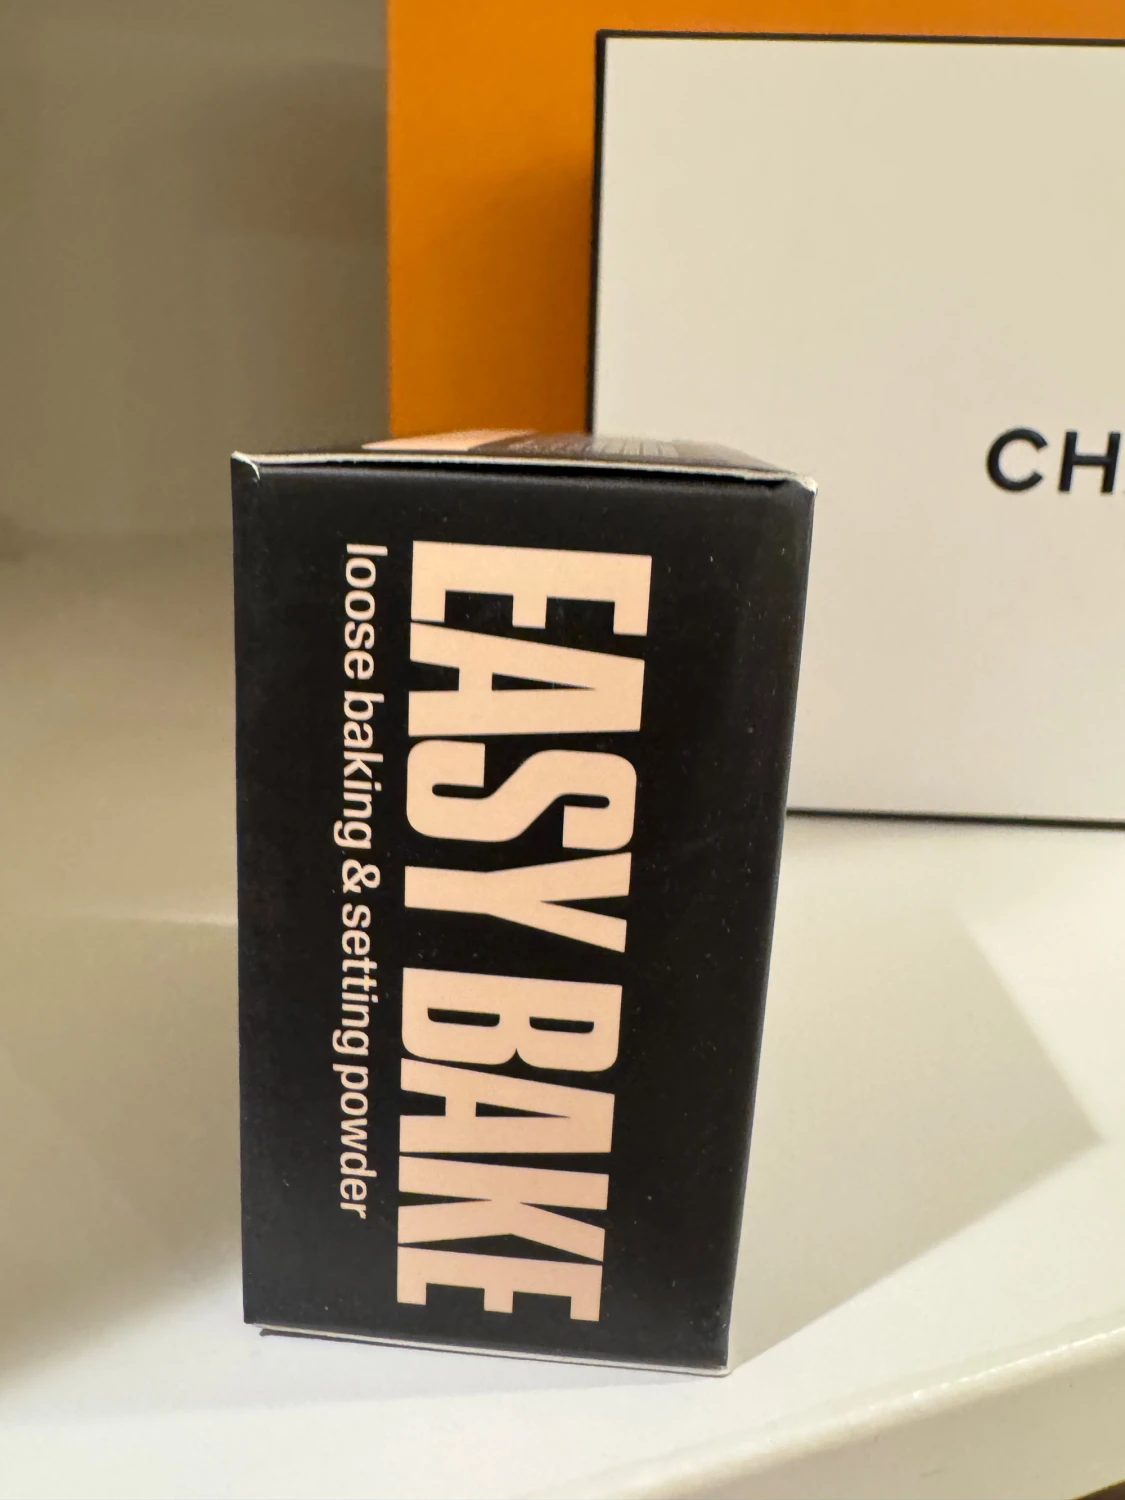 EASY BAKE
loose baking & setting powder
CH